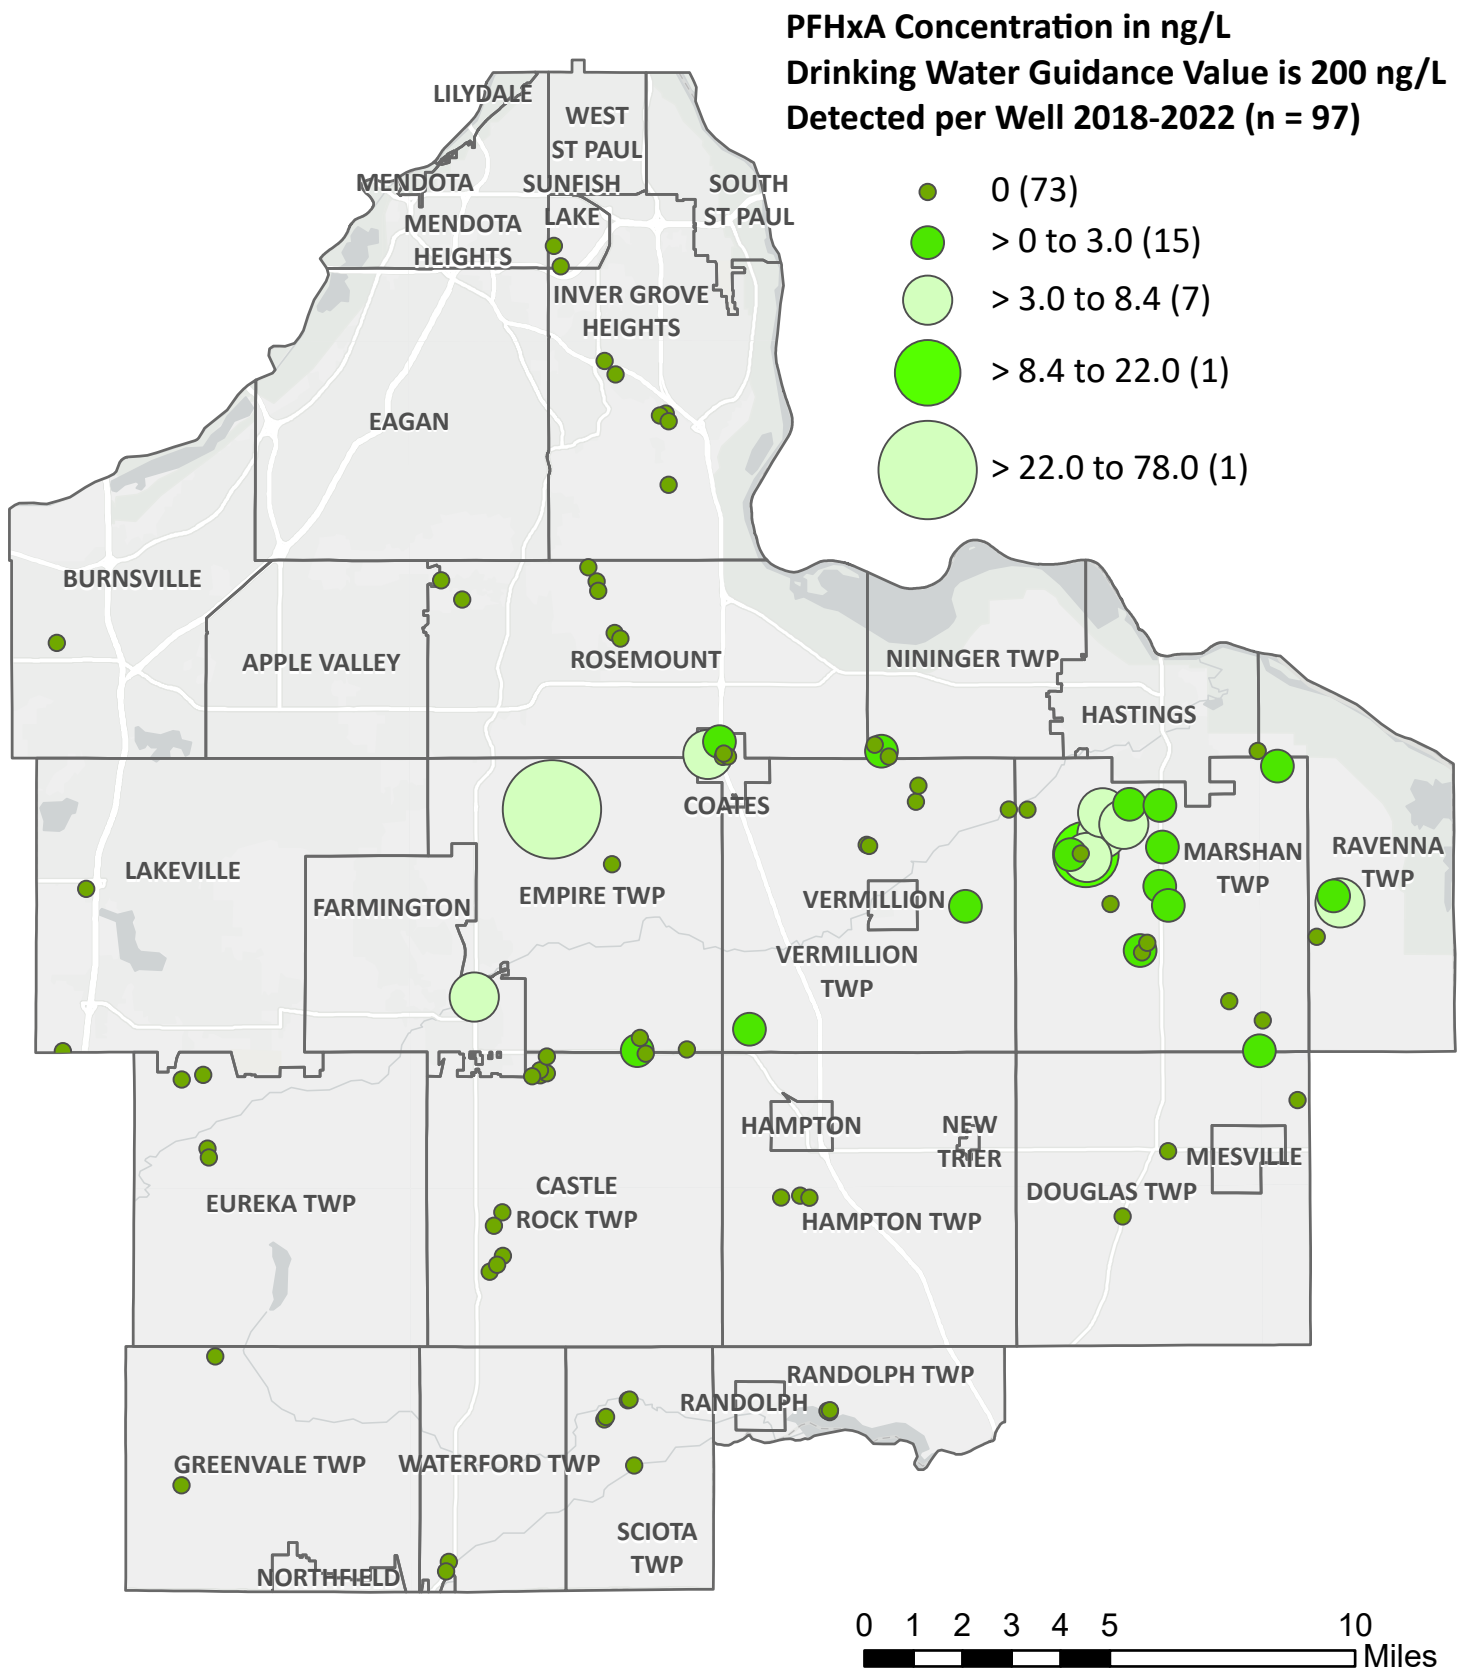 PFHxA Concentration in ng/L
Drinking Water Guidance Value is 200 ng/L
Detected per Well 2018-2022 (n = 97)
0 (73)
> 0 to 3.0 (15)
> 3.0 to 8.4 (7)
> 8.4 to 22.0 (1)
> 22.0 to 78.0 (1)
LILYDALE
WEST
ST PAUL
MENDOTA
SUNFISH
LAKE
SOUTH
ST PAUL
MENDOTA
HEIGHTS
INVER GROVE
HEIGHTS
EAGAN
BURNSVILLE
APPLE VALLEY
ROSEMOUNT
NININGER TWP
HASTINGS
COATES
LAKEVILLE
FARMINGTON
EMPIRE TWP
VERMILLION
VERMILLION
TWP
MARSHAN
TWP
RAVENNA
TWP
HAMPTON
NEW
TRIER
MIESVILLE
EUREKA TWP
CASTLE
ROCK TWP
HAMPTON TWP
DOUGLAS TWP
RANDOLPH TWP
RANDOLPH
GREENVALE TWP
WATERFORD TWP
SCIOTA
TWP
NORTHFIELD
0 1 2 3 4 5 10
Miles